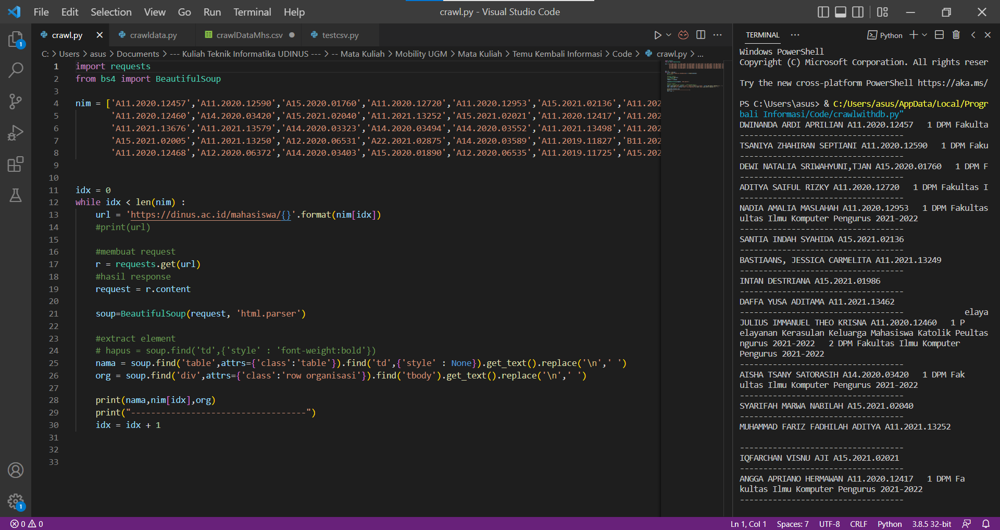 File Edit Selection View Go Run Terminal Help
crawl.py - Visual Studio Code
crawl.py crawldata.py crawlDataMhs.csv testcsv.py
C: > Users > asus > Documents > --- Kuliah Teknik Informatika UDINUS --- > -- Mata Kuliah > Mobility UGM > Mata Kuliah > Temu Kembali Informasi > Code > crawl.py > ...
1 import requests
2 from bs4 import BeautifulSoup
3
4 nim = ['A11.2020.12457','A11.2020.12590','A15.2020.01760','A11.2020.12720','A11.2020.12953','A15.2021.02136','A11.202
5 'A11.2020.12460','A14.2020.03420','A15.2021.02040','A11.2021.13252','A15.2021.02021','A11.2020.12417','A11.202
6 'A11.2021.13676','A11.2021.13579','A14.2020.03323','A14.2020.03494','A14.2020.03552','A11.2021.13498','A11.202
7 'A15.2021.02005','A11.2021.13250','A12.2020.06531','A22.2021.02875','A14.2020.03589','A11.2019.11827','B11.202
8 'A11.2020.12468','A12.2020.06372','A14.2020.03403','A15.2020.01890','A12.2020.06535','A11.2019.11725','A15.202
9
10
11 idx = 0
12 while idx < len(nim) :
13 url = 'https://dinus.ac.id/mahasiswa/{}'.format(nim[idx])
14 #print(url)
15
16 #membuat request
17 r = requests.get(url)
18 #hasil response
19 request = r.content
20
21 soup=BeautifulSoup(request, 'html.parser')
22
23 #extract element
24 # hapus = soup.find('td',{'style' : 'font-weight:bold'})
25 nama = soup.find('table',attrs={'class':'table'}).find('td',{'style' : None}).get_text().replace('\n',' ')
26 org = soup.find('div',attrs={'class':'row organisasi'}).find('tbody').get_text().replace('\n',' ')
27
28 print(nama,nim[idx],org)
29 print("-----------------------------------")
30 idx = idx + 1
31
32
33
TERMINAL ... Python
Windows PowerShell
Copyright (C) Microsoft Corporation. All rights reser
Try the new cross-platform PowerShell https://aka.ms/
PS C:\Users\asus> & C:/Users/asus/AppData/Local/Progr
bali Informasi/Code/crawlwithdb.py"
DWINANDA ARDI APRILIAN A11.2020.12457 1 DPM Fakulta
-----------------------------------
TSANIYA ZHAHIRAN SEPTIANI A11.2020.12590 1 DPM Faku
-----------------------------------
DEWI NATALIA SRIWAHYUNI,TJAN A15.2020.01760 1 DPM F
-----------------------------------
ADITYA SAIFUL RIZKY A11.2020.12720 1 DPM Fakultas I
-----------------------------------
NADIA AMALIA MASLAHAH A11.2020.12953 1 DPM Fakultas
ultas Ilmu Komputer Pengurus 2021-2022
-----------------------------------
SANTIA INDAH SYAHIDA A15.2021.02136
-----------------------------------
BASTIAANS, JESSICA CARMELITA A11.2021.13249
-----------------------------------
INTAN DESTRIANA A15.2021.01986
-----------------------------------
DAFFA YUSA ADITAMA A11.2021.13462
----------------------------------- elaya
JULIUS IMMANUEL THEO KRISNA A11.2020.12460 1 P
elayanan Kerasulan Keluarga Mahasiswa Katolik Peultas
ngurus 2021-2022 2 DPM Fakultas Ilmu Komputer
Pengurus 2021-2022
-----------------------------------
AISHA TSANY SATORASIH A14.2020.03420 1 DPM Fak
ultas Ilmu Komputer Pengurus 2021-2022
-----------------------------------
SYARIFAH MARWA NABILAH A15.2021.02040
-----------------------------------
MUHAMMAD FARIZ FADHILAH ADITYA A11.2021.13252
-----------------------------------
IQFARCHAN VISNU AJI A15.2021.02021
-----------------------------------
ANGGA APRIANO HERMAWAN A11.2020.12417 1 DPM Fa
kultas Ilmu Komputer Pengurus 2021-2022
-----------------------------------
1
1
0 0 Ln 1, Col 1 Spaces: 7 UTF-8 CRLF Python 3.8.5 32-bit